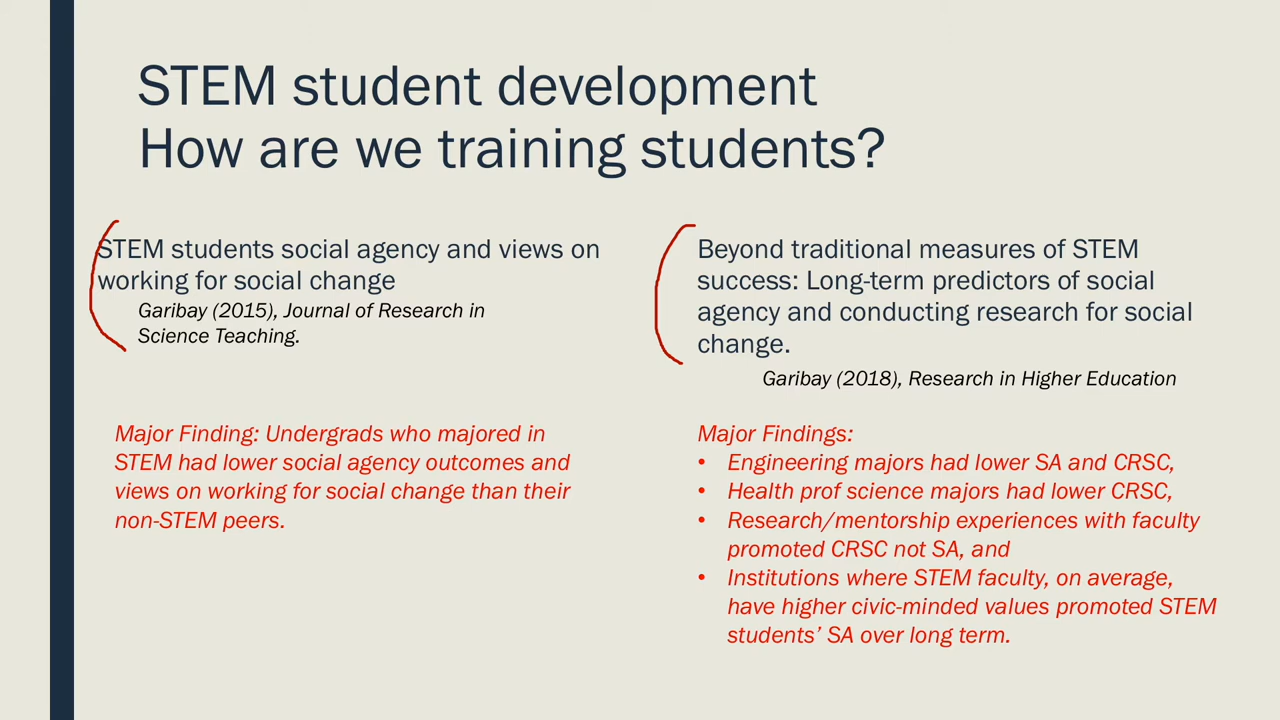 STEM student development
How are we training students?
STEM students social agency and views on
working for social change
Garibay (2015), Journal of Research in
Science Teaching.
Major Finding: Undergrads who majored in
STEM had lower social agency outcomes and
views on working for social change than their
non-STEM peers.
Beyond traditional measures of STEM
success: Long-term predictors of social
agency and conducting research for social
change.
Garibay (2018), Research in Higher Education
Major Findings:
• Engineering majors had lower SA and CRSC,
• Health prof science majors had lower CRSC,
• Research/mentorship experiences with faculty
promoted CRSC not SA, and
• Institutions where STEM faculty, on average,
have higher civic-minded values promoted STEM
students’ SA over long term.